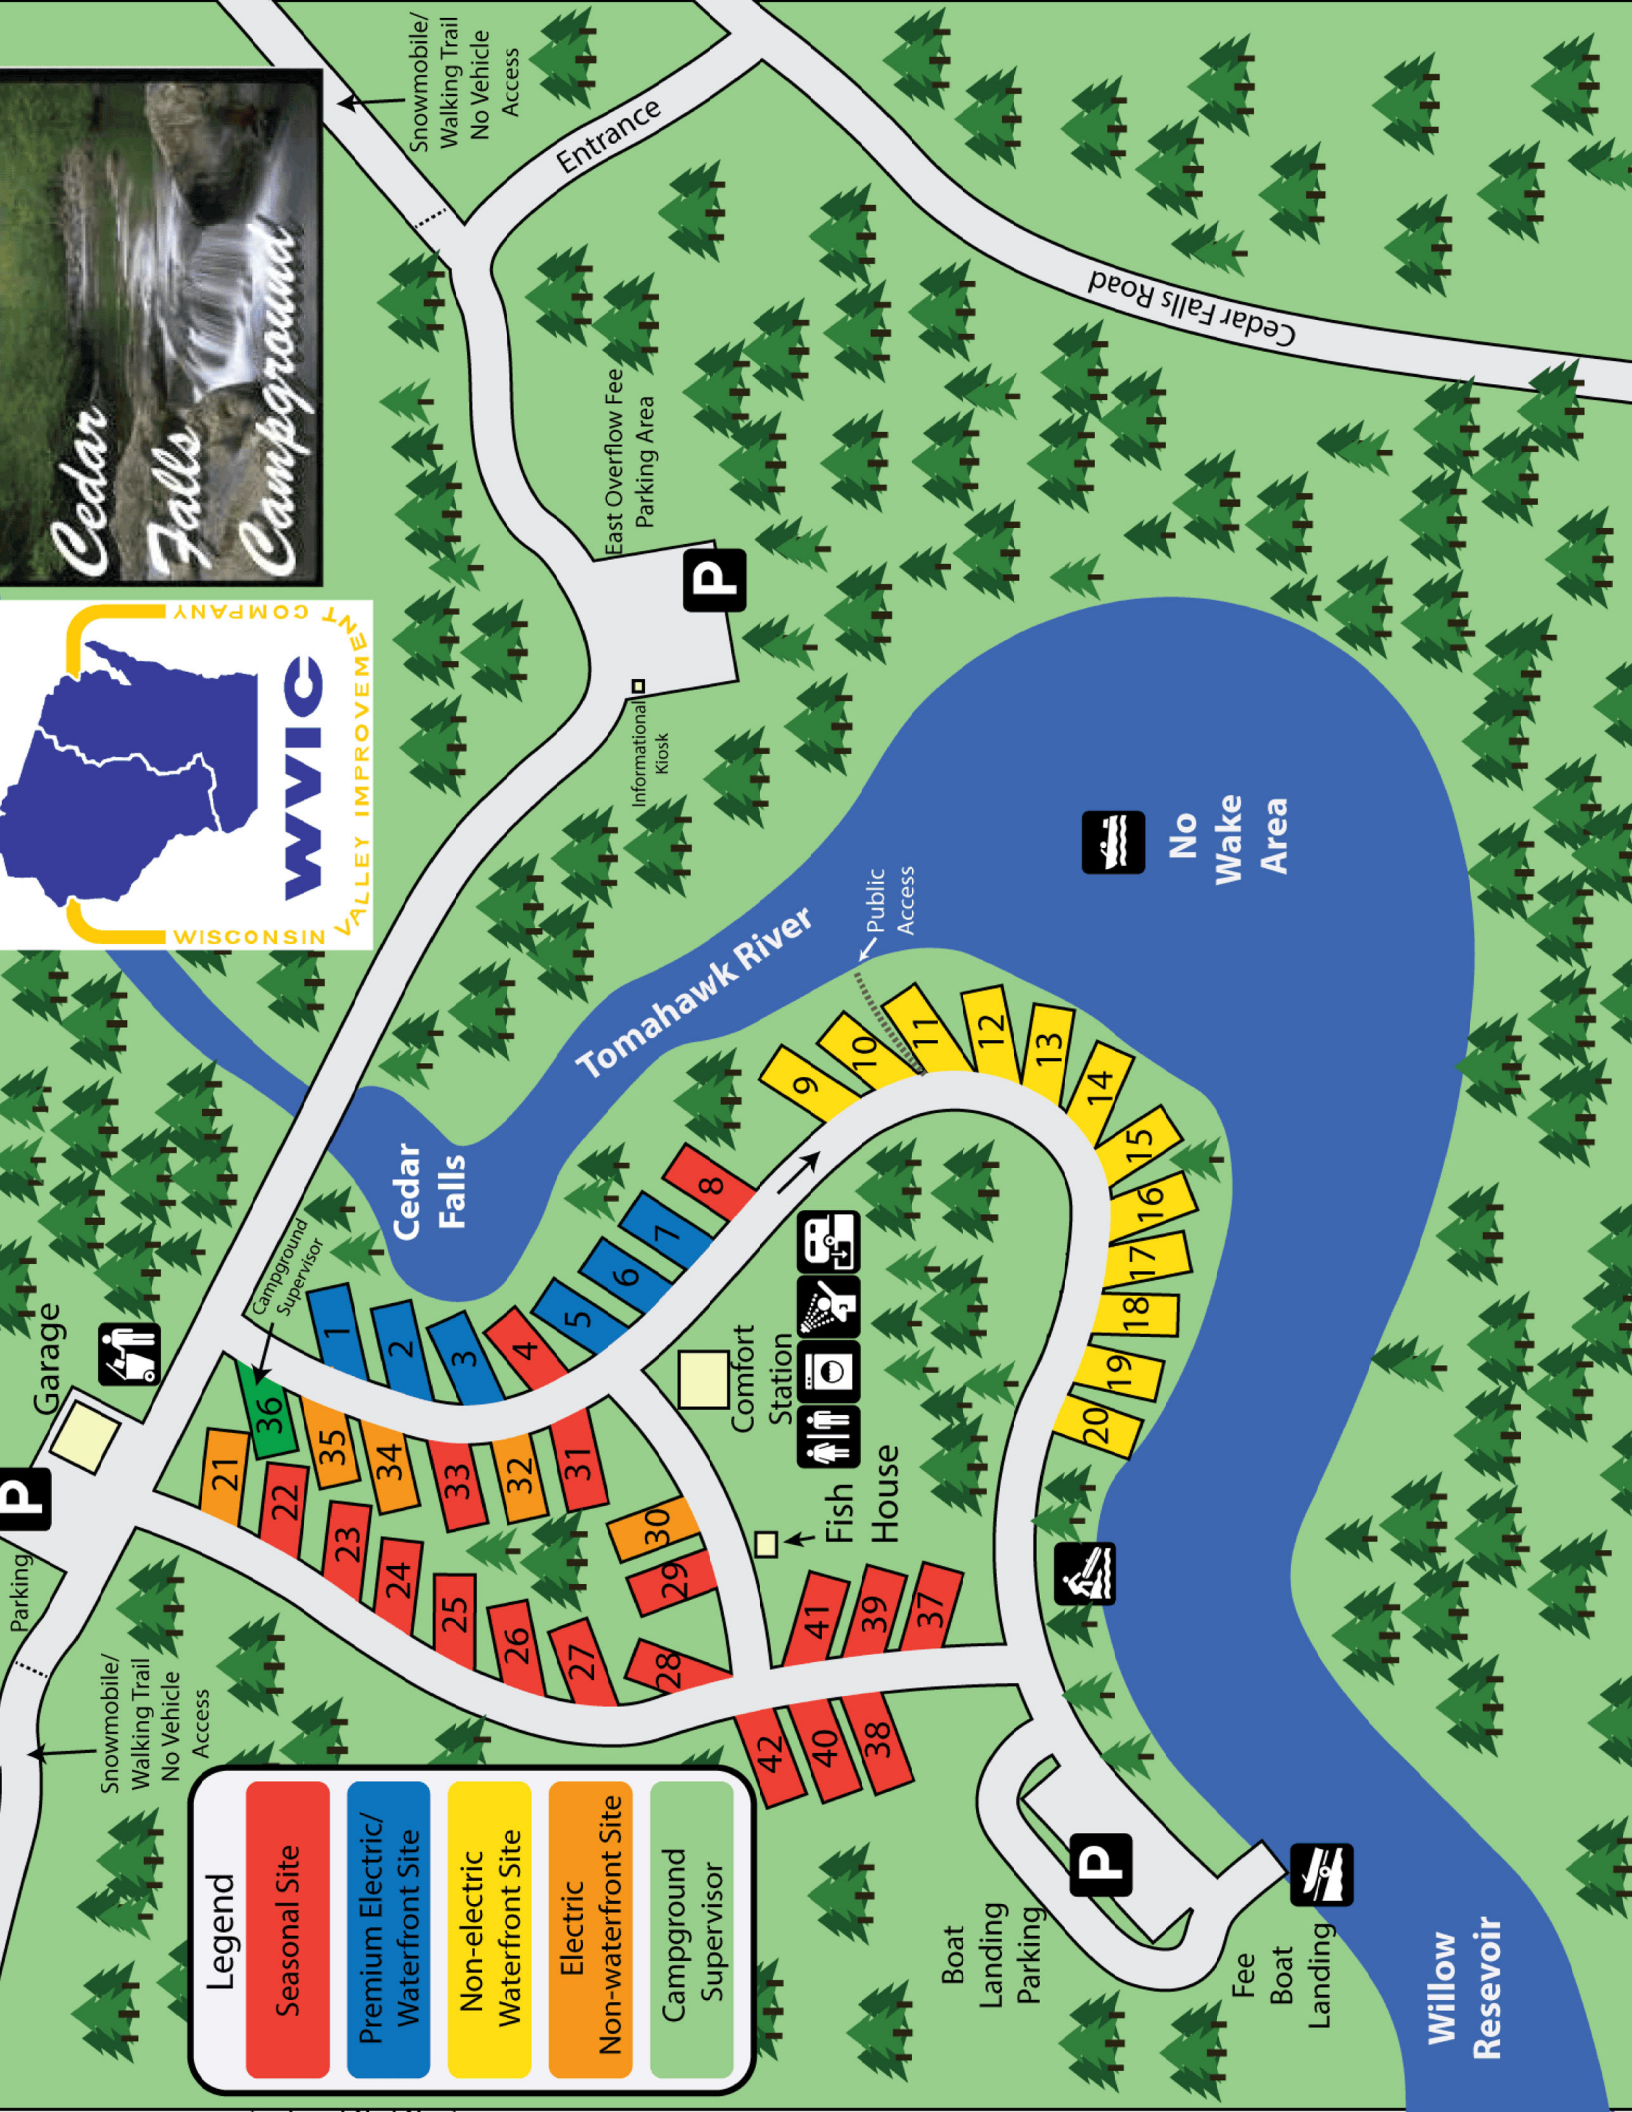 Cedar
Falls
Campground
WISCONSIN
VALLEY IMPROVEMENT
COMPANY
WVIC
Snowmobile/
Walking Trail
No Vehicle
Access
Entrance
Cedar Falls Road
East Overflow Fee
Parking Area
P
Informational
Kiosk
Tomahawk River
Public
Access
No
Wake
Area
Cedar
Falls
Campground
Supervisor
Garage
P
Parking
Snowmobile/
Walking Trail
No Vehicle
Access
1
2
3
4
5
6
7
8
9
10
11
12
13
14
15
16
17
18
19
20
21
22
23
24
25
26
27
28
29
30
31
32
33
34
35
36
37
38
39
40
41
42
Comfort
Station
Fish
House
Legend
Seasonal Site
Premium Electric/
Waterfront Site
Non-electric
Waterfront Site
Electric
Non-waterfront Site
Campground
Supervisor
P
Boat
Landing
Parking
Fee
Boat
Landing
Willow
Resevoir